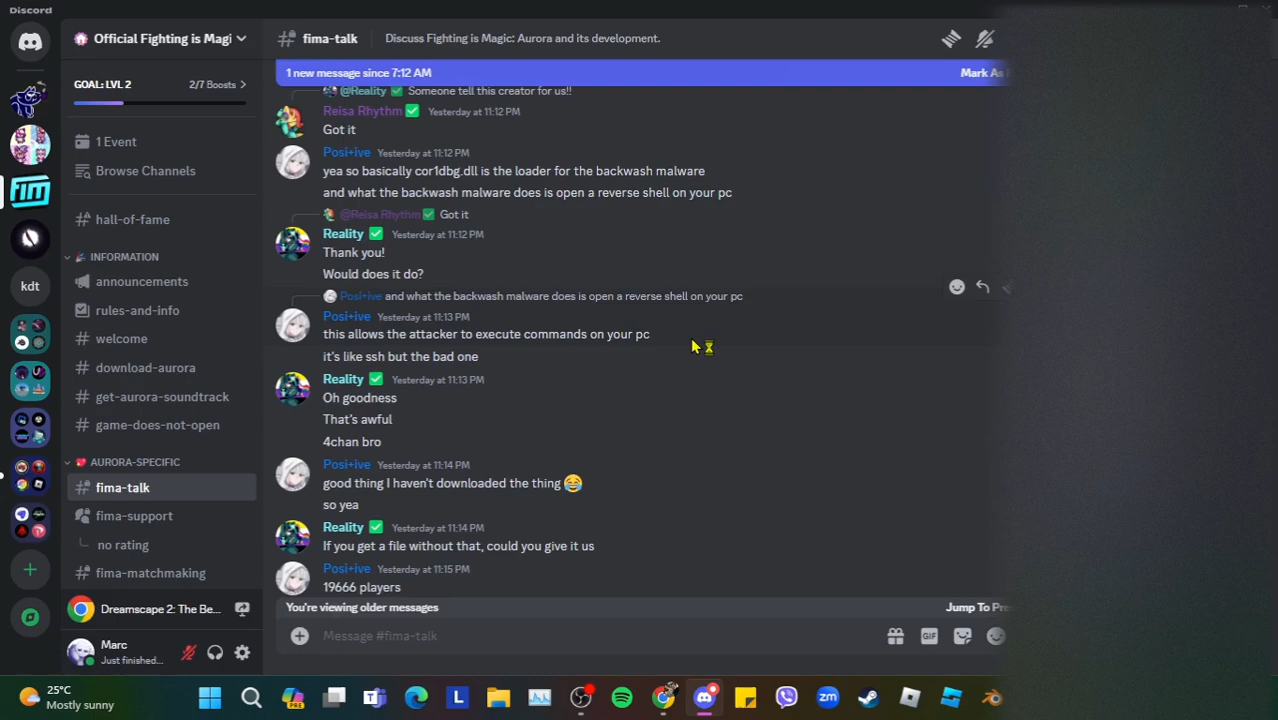 Discord
Official Fighting is Magi
fima-talk
Discuss Fighting is Magic: Aurora and its development.
GOAL: LVL 2
2/7 Boosts
1 new message since 7:12 AM
Mark As
1 Event
Browse Channels
hall-of-fame
INFORMATION
announcements
rules-and-info
welcome
download-aurora
get-aurora-soundtrack
game-does-not-open
AURORA-SPECIFIC
fima-talk
fima-support
no rating
fima-matchmaking
Dreamscape 2: The Be...
Marc
Just finished...
FIM
kdt
@Reality Someone tell this creator for us!!
Reisa Rhythm Yesterday at 11:12 PM
Got it
Posi+ive Yesterday at 11:12 PM
yea so basically cor1dbg.dll is the loader for the backwash malware
and what the backwash malware does is open a reverse shell on your pc
@Reisa Rhythm Got it
Reality Yesterday at 11:12 PM
Thank you!
Would does it do?
Posi+ive and what the backwash malware does is open a reverse shell on your pc
Posi+ive Yesterday at 11:13 PM
this allows the attacker to execute commands on your pc
it's like ssh but the bad one
Reality Yesterday at 11:13 PM
Oh goodness
That's awful
4chan bro
Posi+ive Yesterday at 11:14 PM
good thing I haven't downloaded the thing 😂
so yea
Reality Yesterday at 11:14 PM
If you get a file without that, could you give it us
Posi+ive Yesterday at 11:15 PM
19666 players
You're viewing older messages
Jump To Pre
Message #fima-talk
GIF
25°C
Mostly sunny
PRE
L
zm